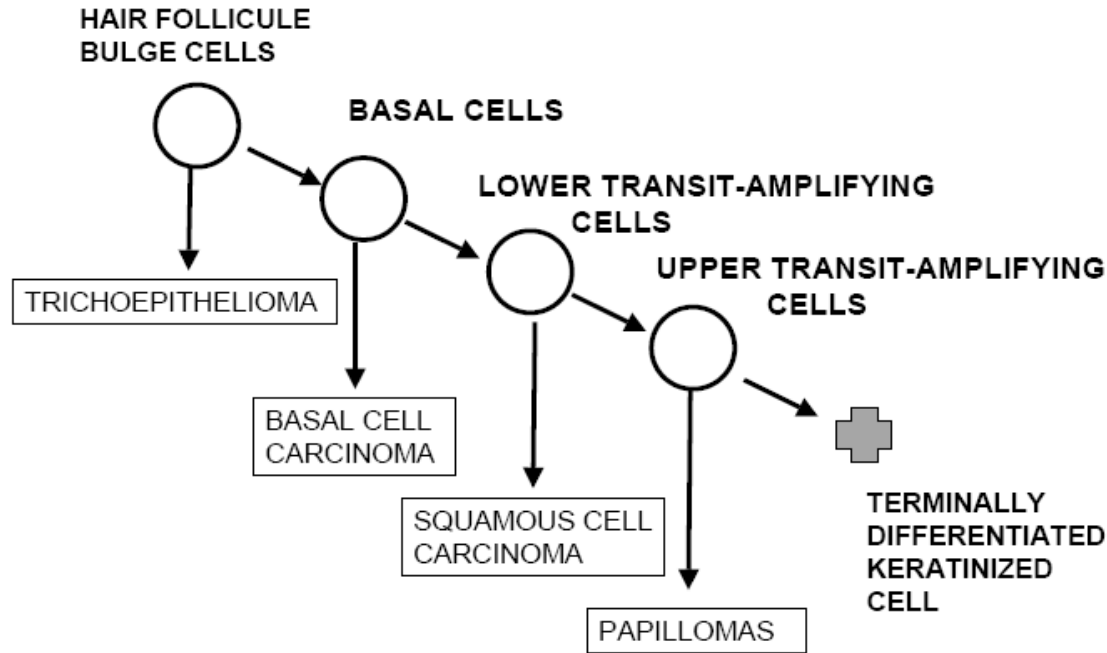 HAIR FOLLICULE
BULGE CELLS
BASAL CELLS
LOWER TRANSIT-AMPLIFYING
CELLS
UPPER TRANSIT-AMPLIFYING
CELLS
TRICHOEPITHELIOMA
BASAL CELL
CARCINOMA
SQUAMOUS CELL
CARCINOMA
PAPILLOMAS
TERMINALLY
DIFFERENTIATED
KERATINIZED
CELL